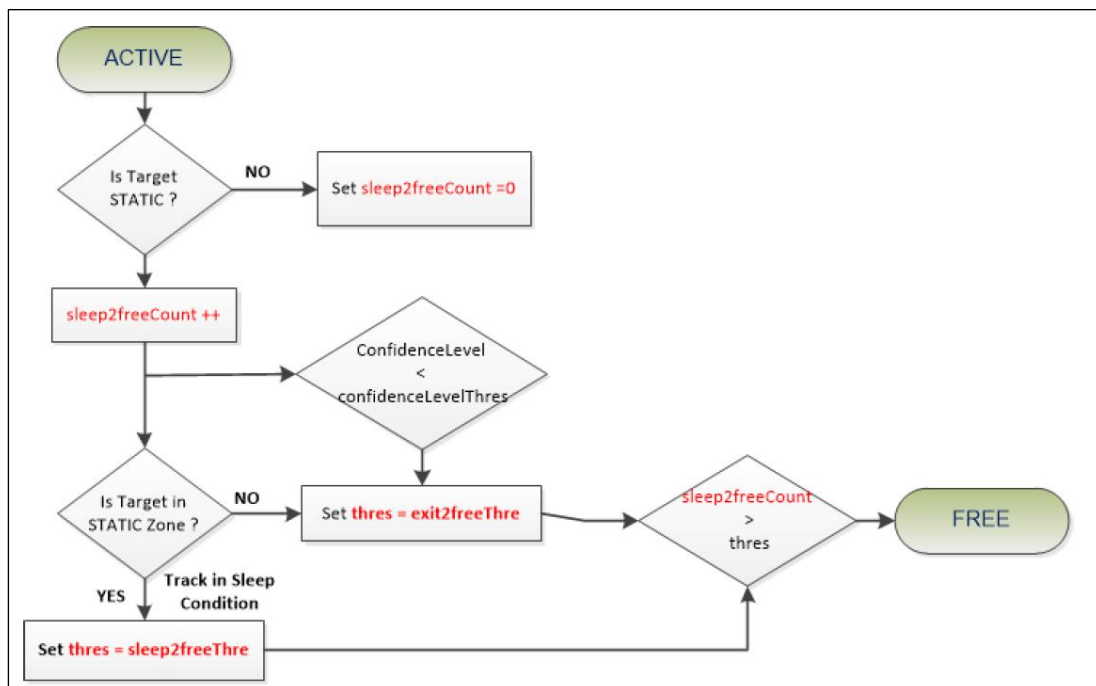 ACTIVE
Is Target
STATIC ?
NO
Set sleep2freeCount =0
sleep2freeCount ++
ConfidenceLevel
<
confidenceLevelThres
Is Target in
STATIC Zone ?
NO
Set thres = exit2freeThre
sleep2freeCount
>
thres
FREE
YES
Track in Sleep
Condition
Set thres = sleep2freeThre